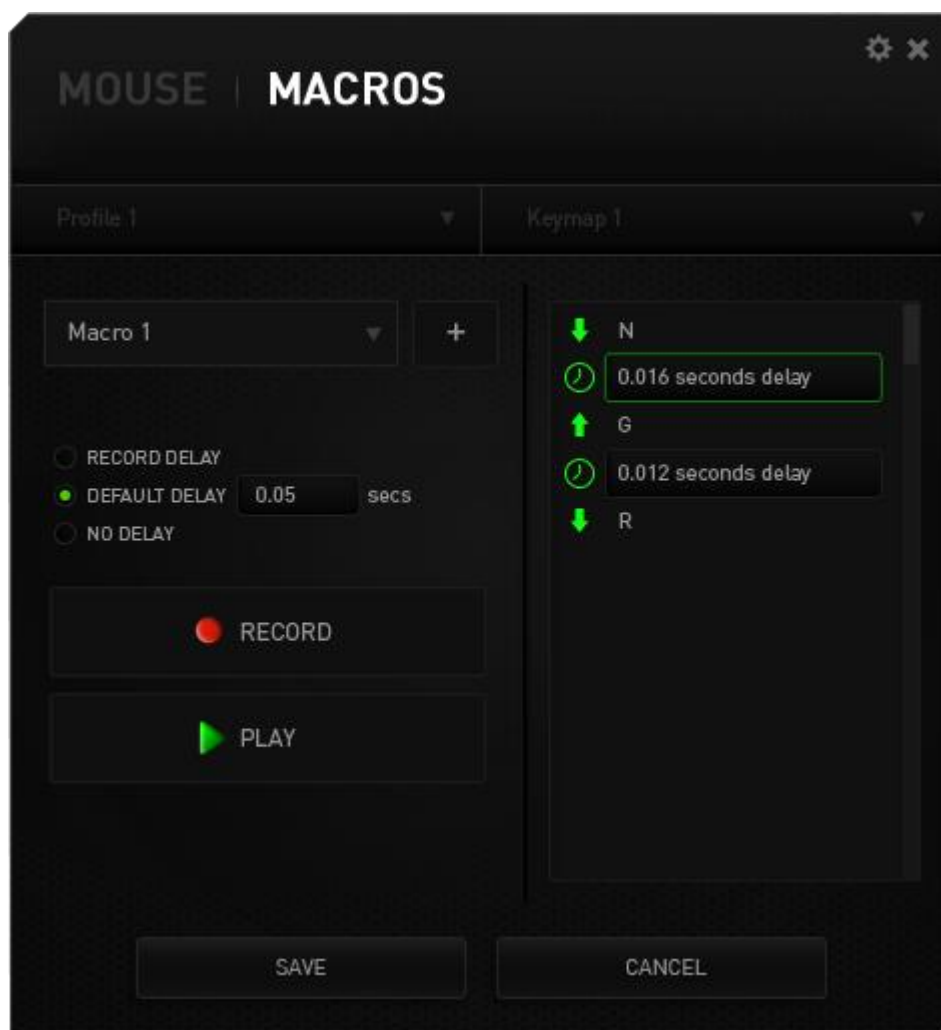 MOUSE | MACROS
Profile 1
Keymap 1
Macro 1
+
RECORD DELAY
DEFAULT DELAY 0.05 secs
NO DELAY
RECORD
PLAY
N
0.016 seconds delay
G
0.012 seconds delay
R
SAVE
CANCEL